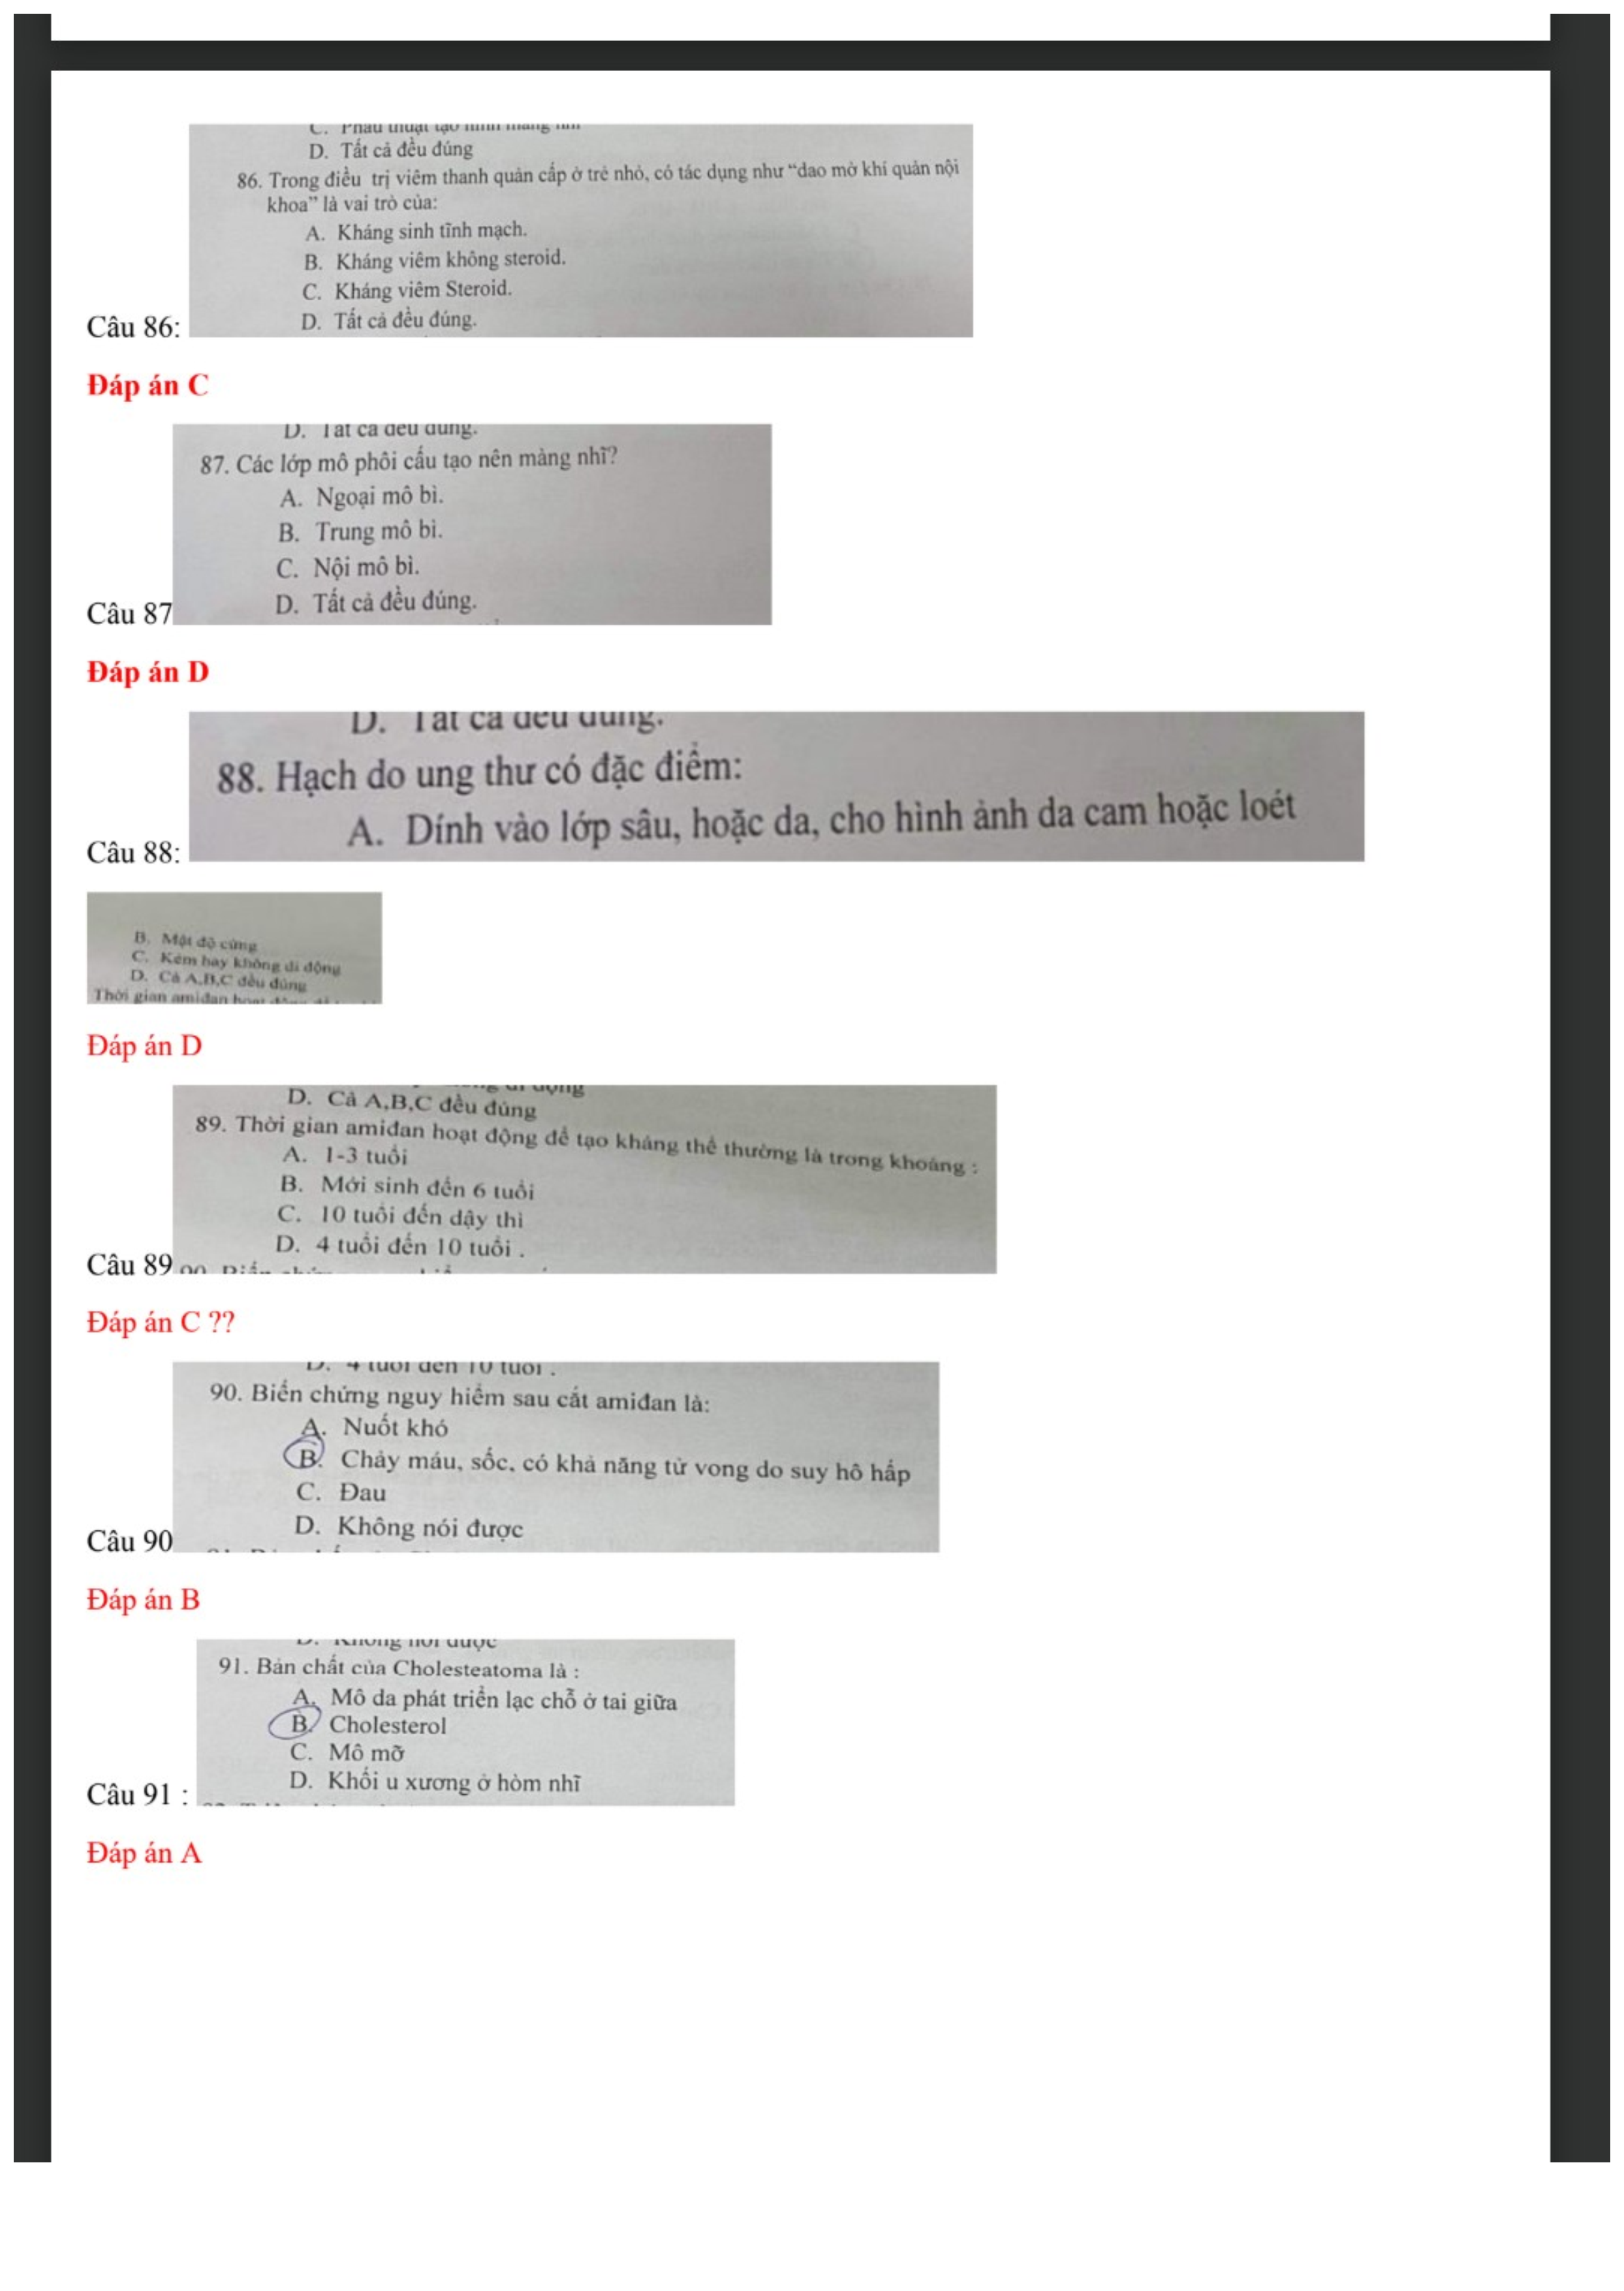 D. Tất cả đều đúng
86. Trong điều trị viêm thanh quản cấp ở trẻ nhỏ, có tác dụng như “dao mở khí quản nội
khoa” là vai trò của:
A. Kháng sinh tĩnh mạch.
B. Kháng viêm không steroid.
C. Kháng viêm Steroid.
D. Tất cả đều đúng.
Câu 86:
Đáp án C
D. Tất cả đều đúng.
87. Các lớp mô phôi cấu tạo nên màng nhĩ?
A. Ngoại mô bì.
B. Trung mô bì.
C. Nội mô bì.
D. Tất cả đều đúng.
Câu 87
Đáp án D
D. Tất cả đều đúng.
88. Hạch do ung thư có đặc điểm:
A. Dính vào lớp sâu, hoặc da, cho hình ảnh da cam hoặc loét
Câu 88:
B. Mật độ cứng
C. Kém hay không di động
D. Cả A,B,C đều đúng
Thời gian amiđan
Đáp án D
D. Cả A,B,C đều đúng
89. Thời gian amiđan hoạt động để tạo kháng thể thường là trong khoảng :
A. 1-3 tuổi
B. Mới sinh đến 6 tuổi
C. 10 tuổi đến dậy thì
D. 4 tuổi đến 10 tuổi .
Câu 89
Đáp án C ??
D. 4 tuổi đến 10 tuổi .
90. Biến chứng nguy hiểm sau cắt amiđan là:
A. Nuốt khó
B. Chảy máu, sốc, có khả năng tử vong do suy hô hấp
C. Đau
D. Không nói được
Câu 90
Đáp án B
D. Không nói được
91. Bản chất của Cholesteatoma là :
A. Mô da phát triển lạc chỗ ở tai giữa
B. Cholesterol
C. Mô mỡ
D. Khối u xương ở hòm nhĩ
Câu 91 :
Đáp án A